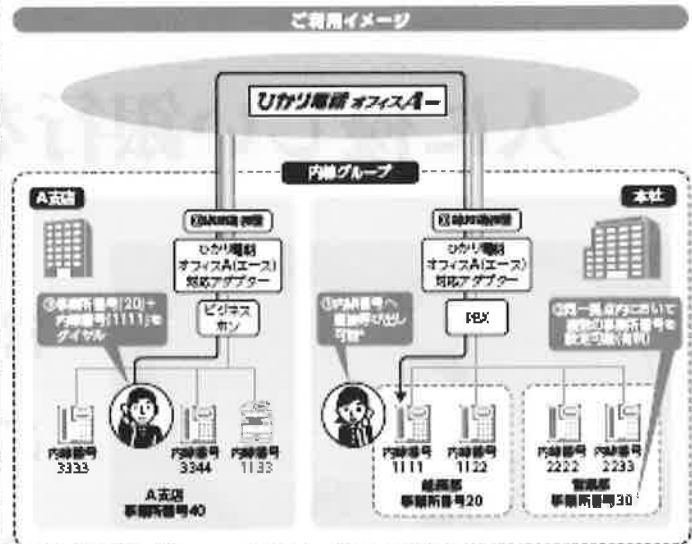 ご利用イメージ
ひかり電話 オフィスA
内線グループ
A支店
本社
ひかり電話
オフィスA(エース)
対応アダプター
ビジネス
ホン
③事業所番号(20)+
内線番号(1111)を
ダイヤル
内線番号
3333
内線番号
3344
内線番号
1133
A支店
事業所番号40
ひかり電話
オフィスA(エース)
対応アダプター
PBX
①内線番号へ
直接呼び出し
可能
②同一拠点内において
複数の事業所番号を
設定可能(有料)
内線番号
1111
内線番号
1122
事業所番号20
内線番号
2222
内線番号
2233
営業部
事業所番号30